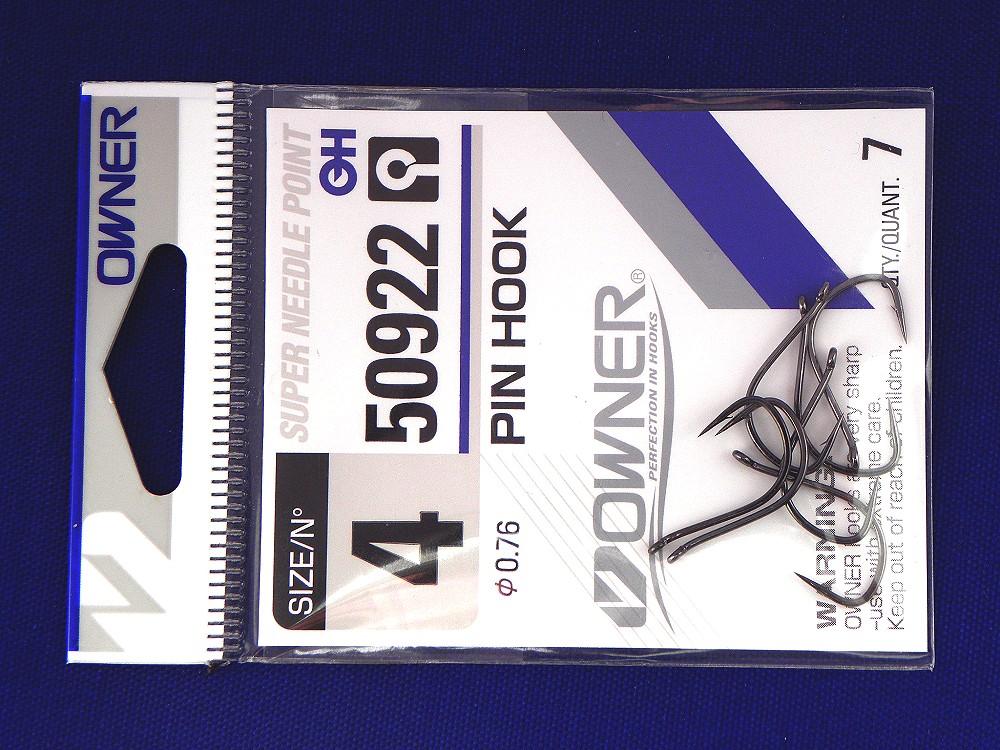 OWNER
SUPER NEEDLE POINT
GH
50922
PIN HOOK
SIZE/N°
4
ϕ 0.76
OWNER®
PERFECTION IN HOOKS
QTY./QUANT. 7
WARNING
OWNER hooks are very sharp
-use with extreme care.
Keep out of reach of children.